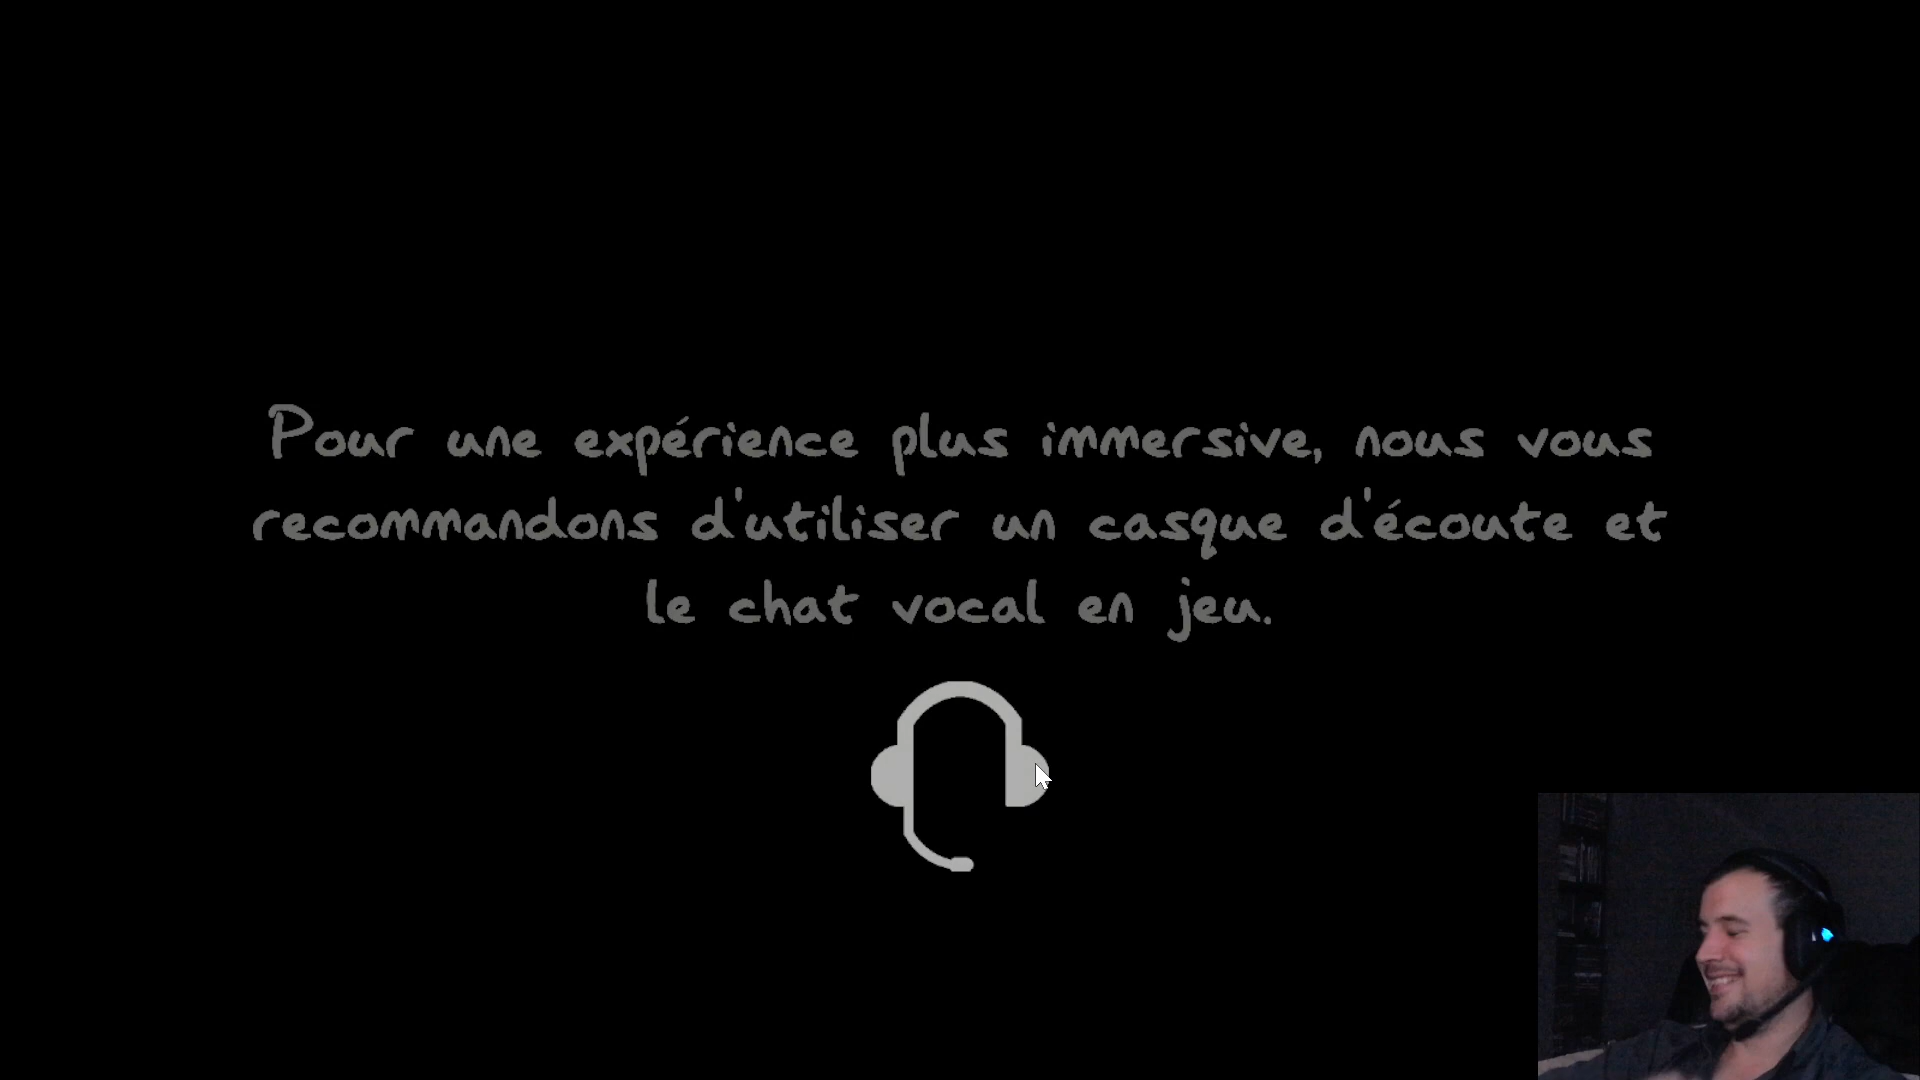 Pour une expérience plus immersive, nous vous
recommandons d'utiliser un casque d'écoute et
le chat vocal en jeu.